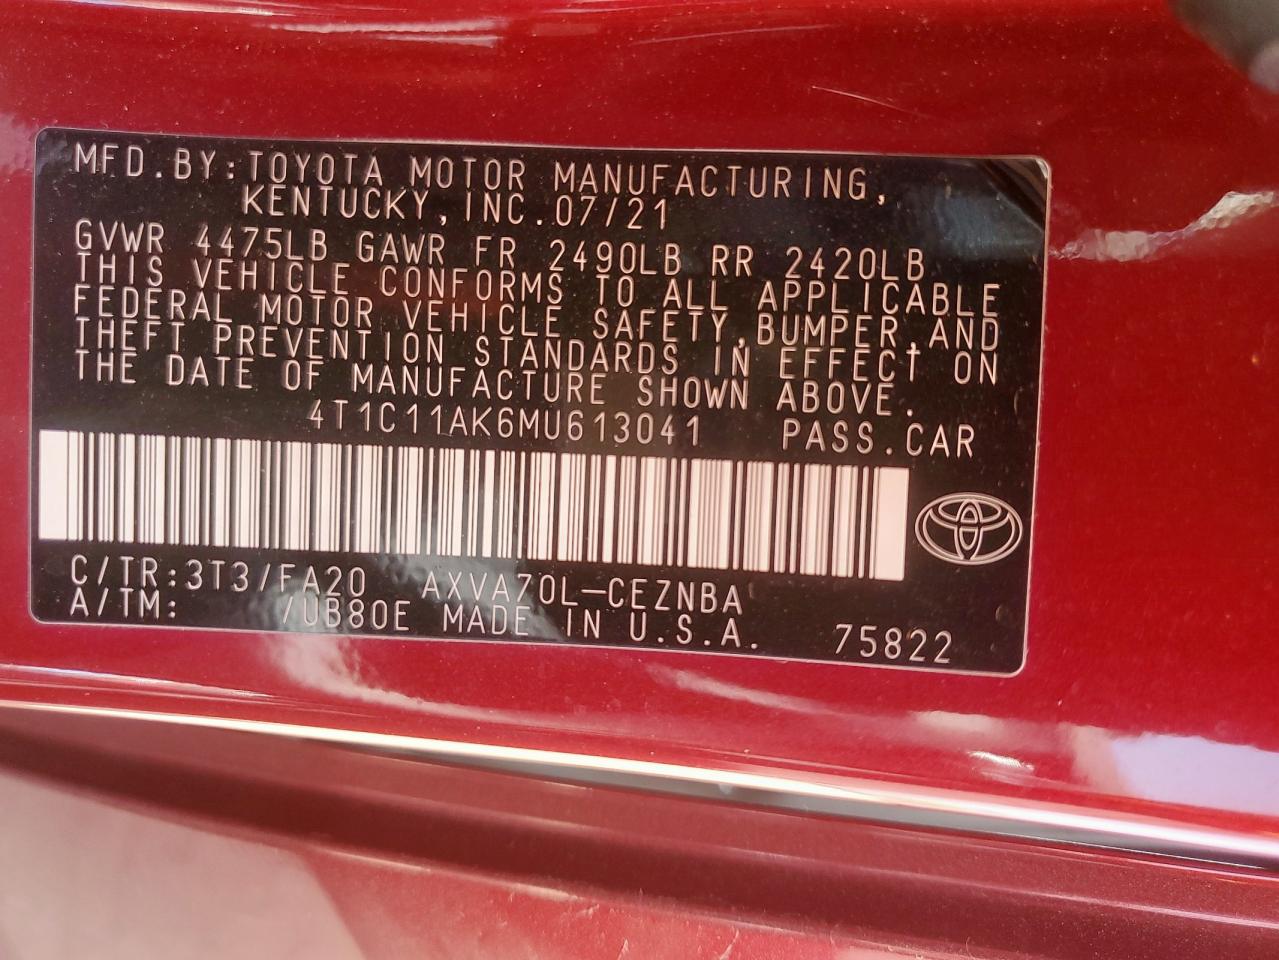 MFD.BY:TOYOTA MOTOR MANUFACTURING,
KENTUCKY,INC.07/21
GVWR 4475LB GAWR FR 2490LB RR 2420LB
THIS VEHICLE CONFORMS TO ALL APPLICABLE
FEDERAL MOTOR VEHICLE SAFETY,BUMPER,AND
THEFT PREVENTION STANDARDS IN EFFECT ON
THE DATE OF MANUFACTURE SHOWN ABOVE.
4T1C11AK6MU613041 PASS.CAR
C/TR:3T3/FA20 AXVA70L-CEZNBA
A/TM: /UB80E MADE IN U.S.A. 75822